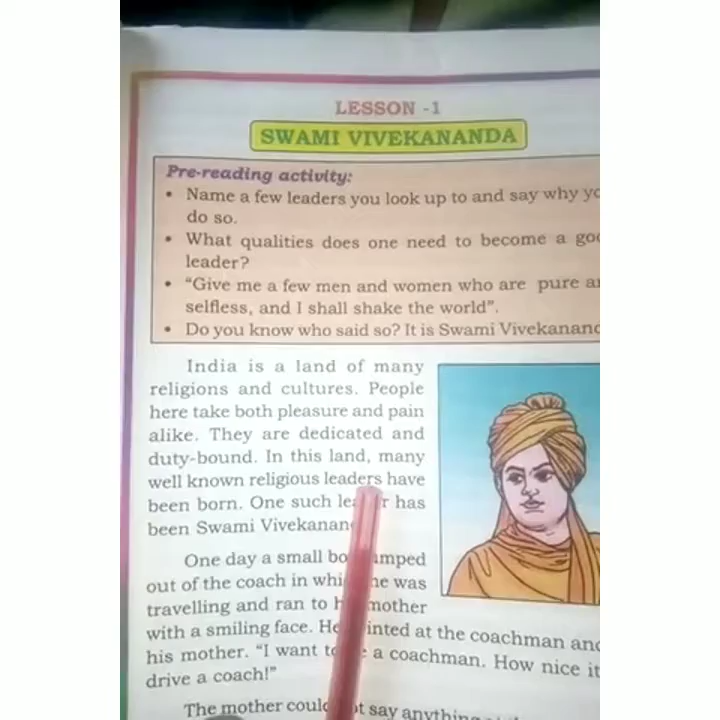 LESSON -1
SWAMI VIVEKANANDA
Pre-reading activity:
• Name a few leaders you look up to and say why
do so.
• What qualities does one need to become a
leader?
• "Give me a few men and women who are pure
selfless, and I shall shake the world".
• Do you know who said so? It is Swami
India is a land of many
religions and cultures. People
here take both pleasure and pain
alike. They are dedicated and
duty-bound. In this land, many
well known religious leaders have
been born. One such has
been Swami
One day a small
out of the coach in he was
travelling and ran to mother
with a smiling face. at the coachman
his mother. "I want a coachman. How nice it
drive a coach!"
The mother say anything